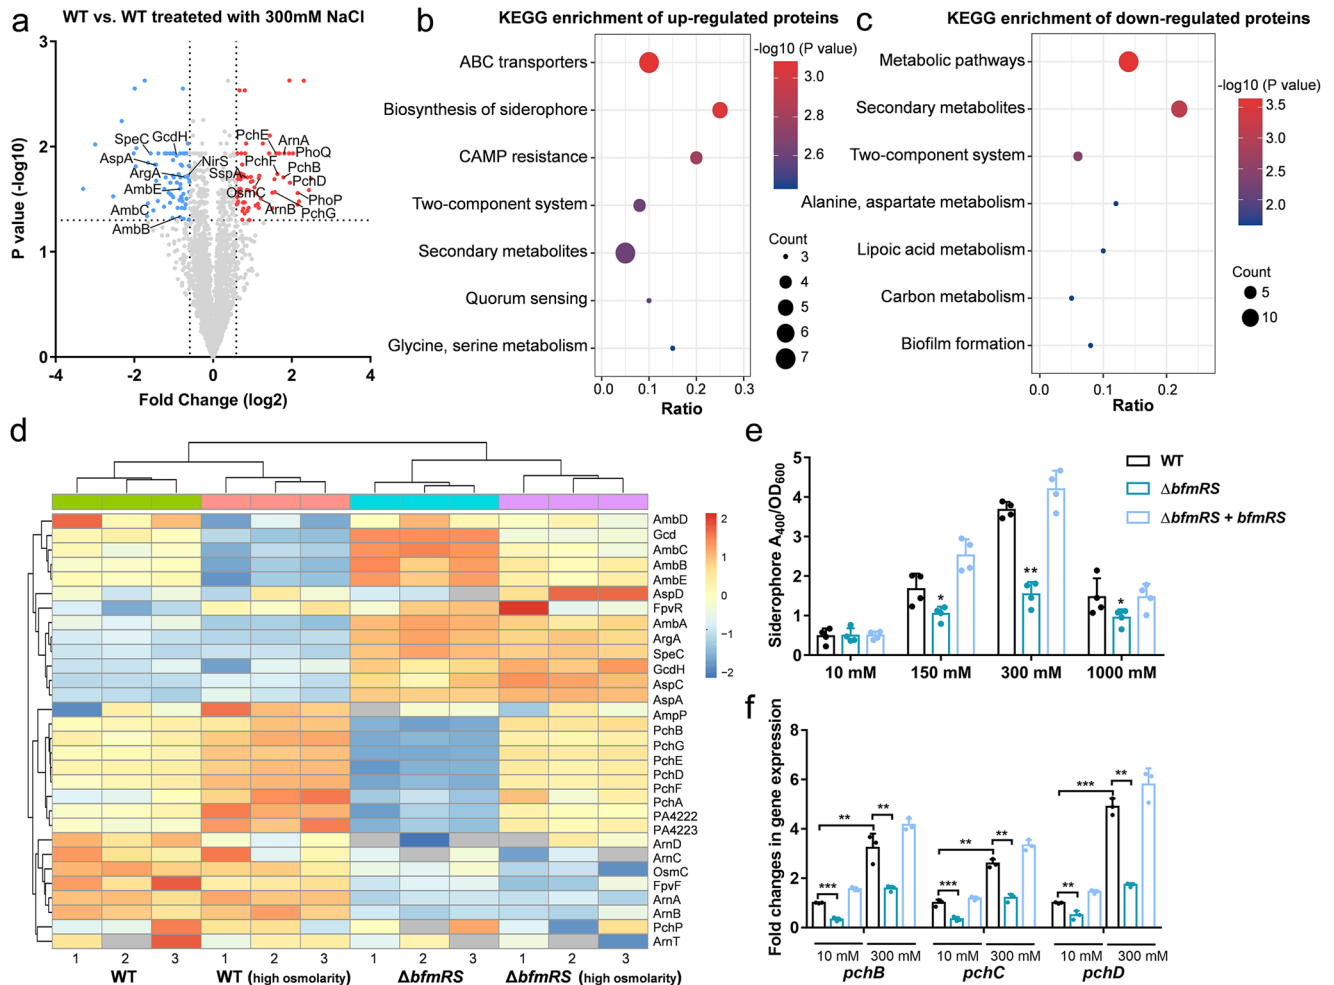 a
WT vs. WT treateted with 300mM NaCl
P value (-log10)
3
2
1
0
-4
-2
0
2
4
Fold Change (log2)
SpeC
GcdH
AspA
ArgA
AmbE
AmbC
AmbB
NirS
SspA
OsmC
PchE
ArnA
PhoQ
PchF
PchB
PchD
PhoP
ArnB
PchG
b
KEGG enrichment of up-regulated proteins
ABC transporters
Biosynthesis of siderophore
CAMP resistance
Two-component system
Secondary metabolites
Quorum sensing
Glycine, serine metabolism
0.0
0.1
0.2
0.3
Ratio
-log10 (P value)
3.0
2.8
2.6
Count
3
4
5
6
7
c
KEGG enrichment of down-regulated proteins
Metabolic pathways
Secondary metabolites
Two-component system
Alanine, aspartate metabolism
Lipoic acid metabolism
Carbon metabolism
Biofilm formation
0.0
0.1
0.2
Ratio
-log10 (P value)
3.5
3.0
2.5
2.0
Count
5
10
d
AmbD
Gcd
AmbC
AmbB
AmbE
AspD
FpvR
AmbA
ArgA
SpeC
GcdH
AspC
AspA
AmpP
PchB
PchG
PchE
PchD
PchF
PchA
PA4222
PA4223
ArnD
ArnC
OsmC
FpvF
ArnA
ArnB
PchP
ArnT
2
1
0
−1
−2
1 2 3 1 2 3 1 2 3 1 2 3
WT
WT (high osmolarity)
ΔbfmRS
ΔbfmRS (high osmolarity)
e
Siderophore A400/OD600
5
4
3
2
1
0
*
**
*
10 mM
150 mM
300 mM
1000 mM
WT
ΔbfmRS
ΔbfmRS + bfmRS
f
Fold changes in gene expression
8
6
4
2
0
***
**
**
***
**
**
**
***
**
10 mM 300 mM 10 mM 300 mM 10 mM 300 mM
pchB
pchC
pchD